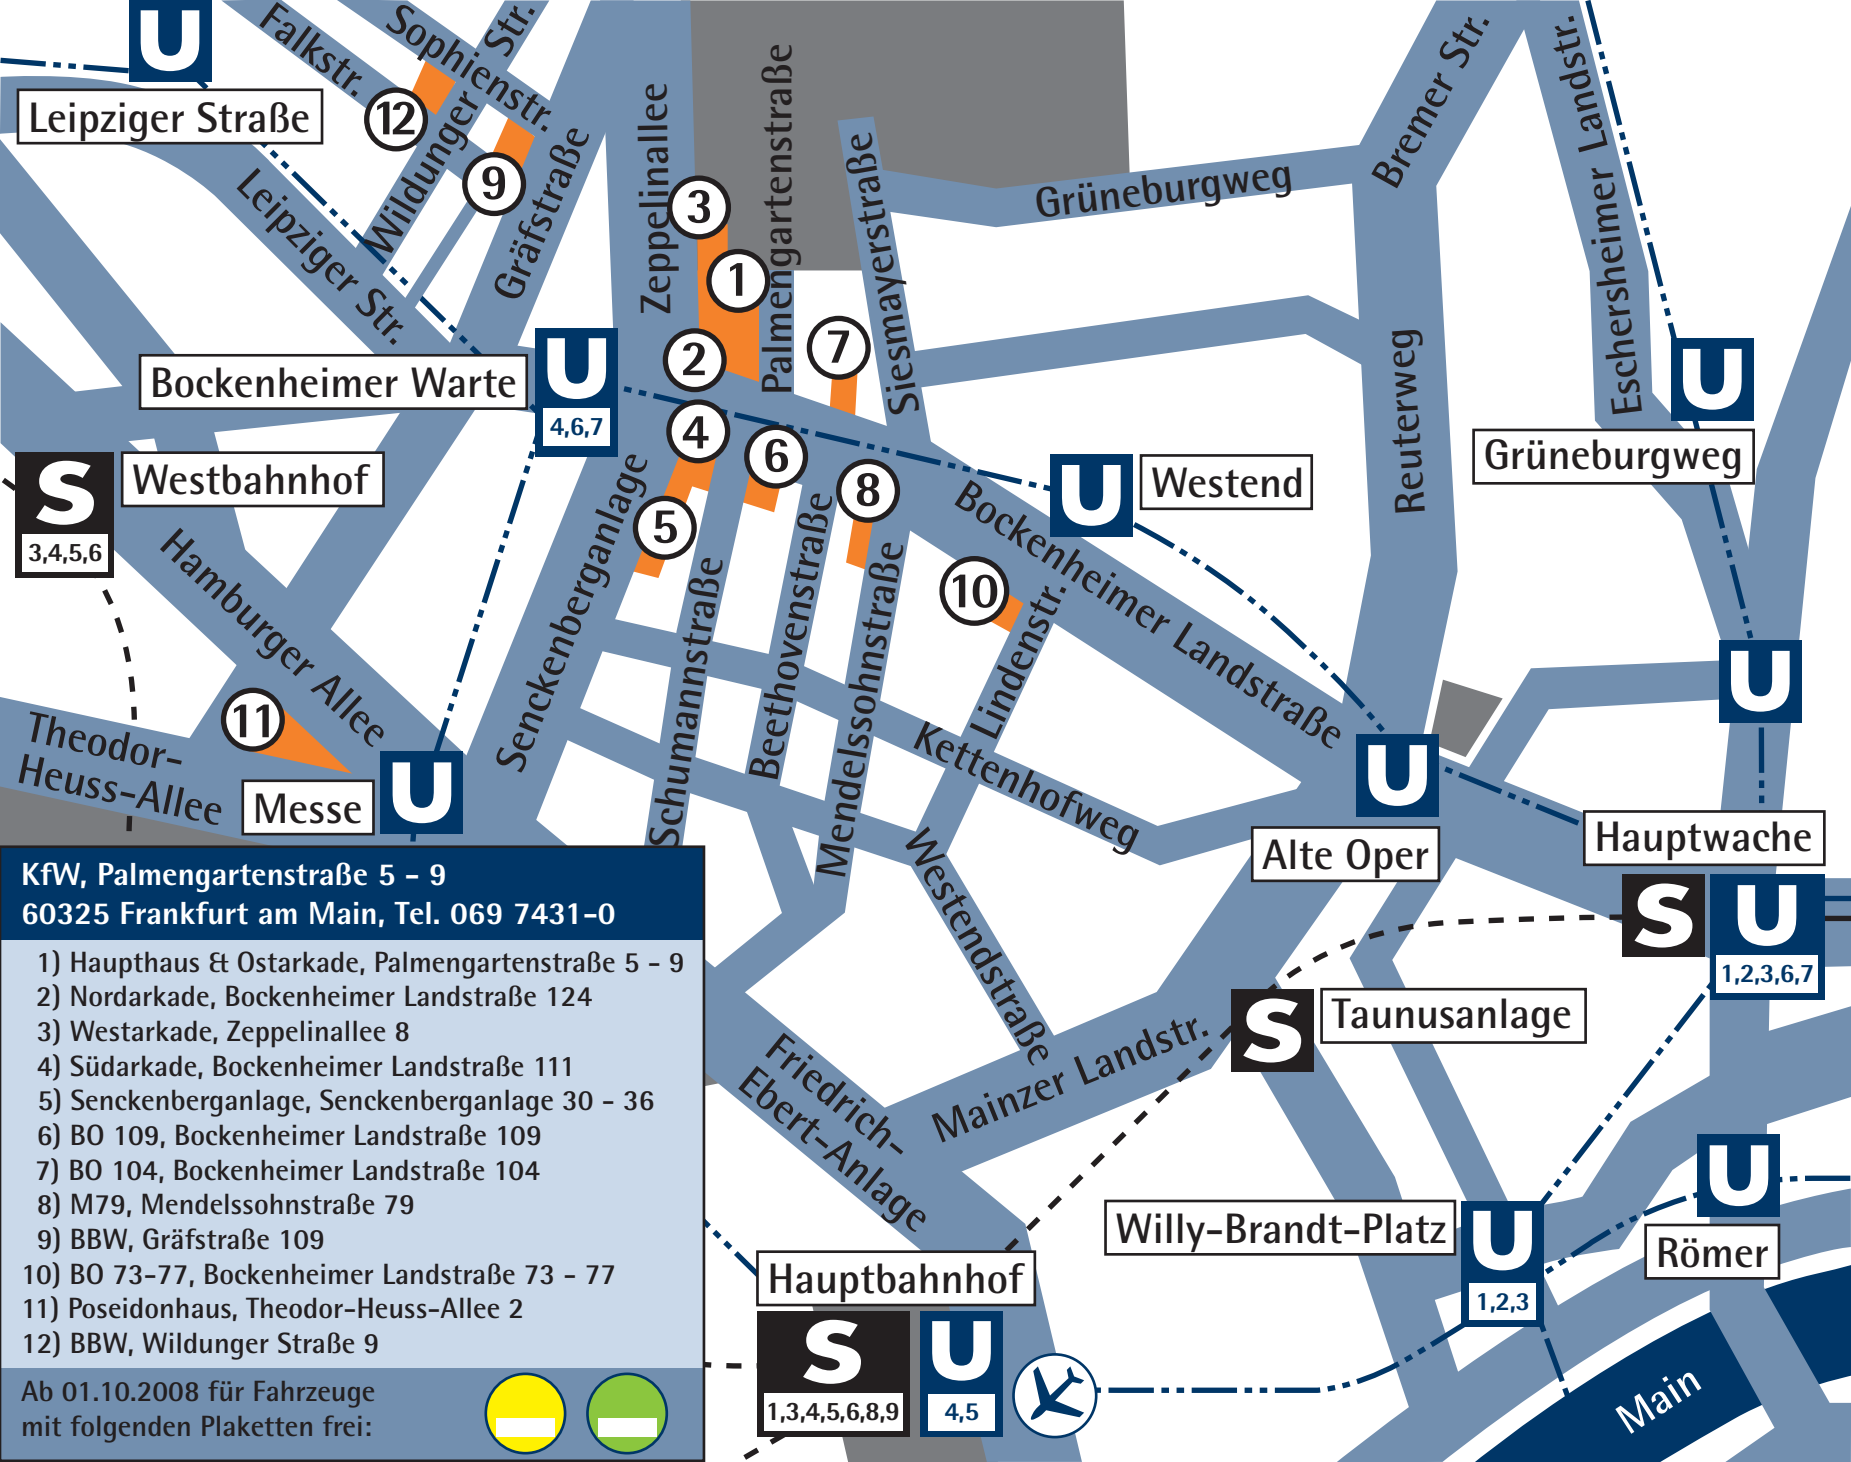 U
Leipziger Straße
Falkstr.
Sophienstr.
Wildunger Str.
12
9
Gräfstraße
Leipziger Str.
Zeppelinallee
Palmengartenstraße
Siesmayerstraße
3
1
2
7
4
6
5
8
10
Grüneburgweg
Bremer Str.
Eschersheimer Landstr.
Reuterweg
U
Grüneburgweg
Bockenheimer Warte
U
4,6,7
S
3,4,5,6
Westbahnhof
U
Westend
Bockenheimer Landstraße
Hamburger Allee
Senckenberganlage
Schumannstraße
Beethovenstraße
Mendelssohnstraße
Lindenstr.
Kettenhofweg
Westendstraße
11
Theodor-
Heuss-Allee
Messe
U
U
U
Alte Oper
Hauptwache
S
U
1,2,3,6,7
S
Taunusanlage
Mainzer Landstr.
Friedrich-
Ebert-Anlage
Willy-Brandt-Platz
U
1,2,3
U
Römer
Main
Hauptbahnhof
S
1,3,4,5,6,8,9
U
4,5
KfW, Palmengartenstraße 5 – 9
60325 Frankfurt am Main, Tel. 069 7431-0
1) Haupthaus & Ostarkade, Palmengartenstraße 5 – 9
2) Nordarkade, Bockenheimer Landstraße 124
3) Westarkade, Zeppelinallee 8
4) Südarkade, Bockenheimer Landstraße 111
5) Senckenberganlage, Senckenberganlage 30 – 36
6) BO 109, Bockenheimer Landstraße 109
7) BO 104, Bockenheimer Landstraße 104
8) M79, Mendelssohnstraße 79
9) BBW, Gräfstraße 109
10) BO 73-77, Bockenheimer Landstraße 73 – 77
11) Poseidonhaus, Theodor-Heuss-Allee 2
12) BBW, Wildunger Straße 9
Ab 01.10.2008 für Fahrzeuge
mit folgenden Plaketten frei: